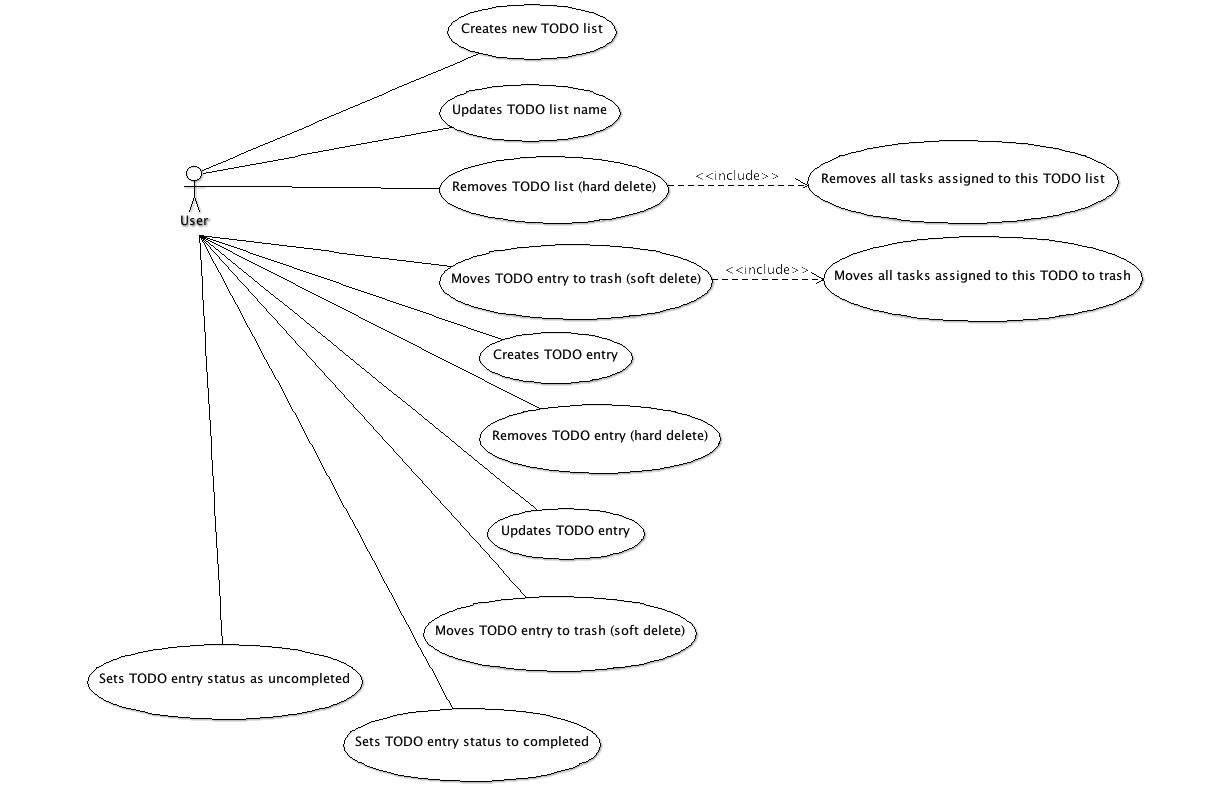 Creates new TODO list
Updates TODO list name
Removes TODO list (hard delete)
<<include>>
Removes all tasks assigned to this TODO list
User
Moves TODO entry to trash (soft delete)
<<include>>
Moves all tasks assigned to this TODO to trash
Creates TODO entry
Removes TODO entry (hard delete)
Updates TODO entry
Moves TODO entry to trash (soft delete)
Sets TODO entry status as uncompleted
Sets TODO entry status to completed